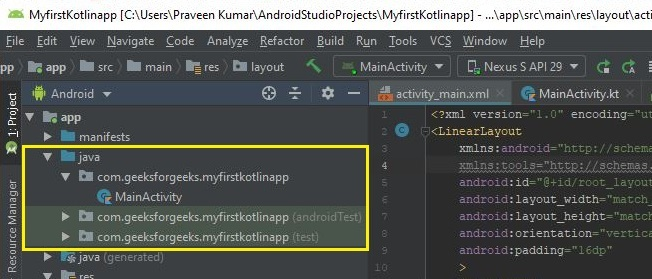 MyfirstKotlinapp [C:\Users\Praveen Kumar\AndroidStudioProjects\MyfirstKotlinapp] - ...\app\src\main\res\layout\acti
File Edit View Navigate Code Analyze Refactor Build Run Tools VCS Window Help
pp app src main res layout MainActivity Nexus S API 29
1: Project
Resource Manager
Android
app
manifests
java
com.geeksforgeeks.myfirstkotlinapp
MainActivity
com.geeksforgeeks.myfirstkotlinapp (androidTest)
com.geeksforgeeks.myfirstkotlinapp (test)
java (generated)
res
activity_main.xml MainActivity.kt
1 <?xml version="1.0" encoding="ut
2 <LinearLayout
3 xmlns:android="http://schema
4 xmlns:tools="http://schemas.
5 android:id="@+id/root_layout
6 android:layout_width="match_
7 android:layout_height="match
8 android:orientation="vertica
9 android:padding="16dp"
10 >